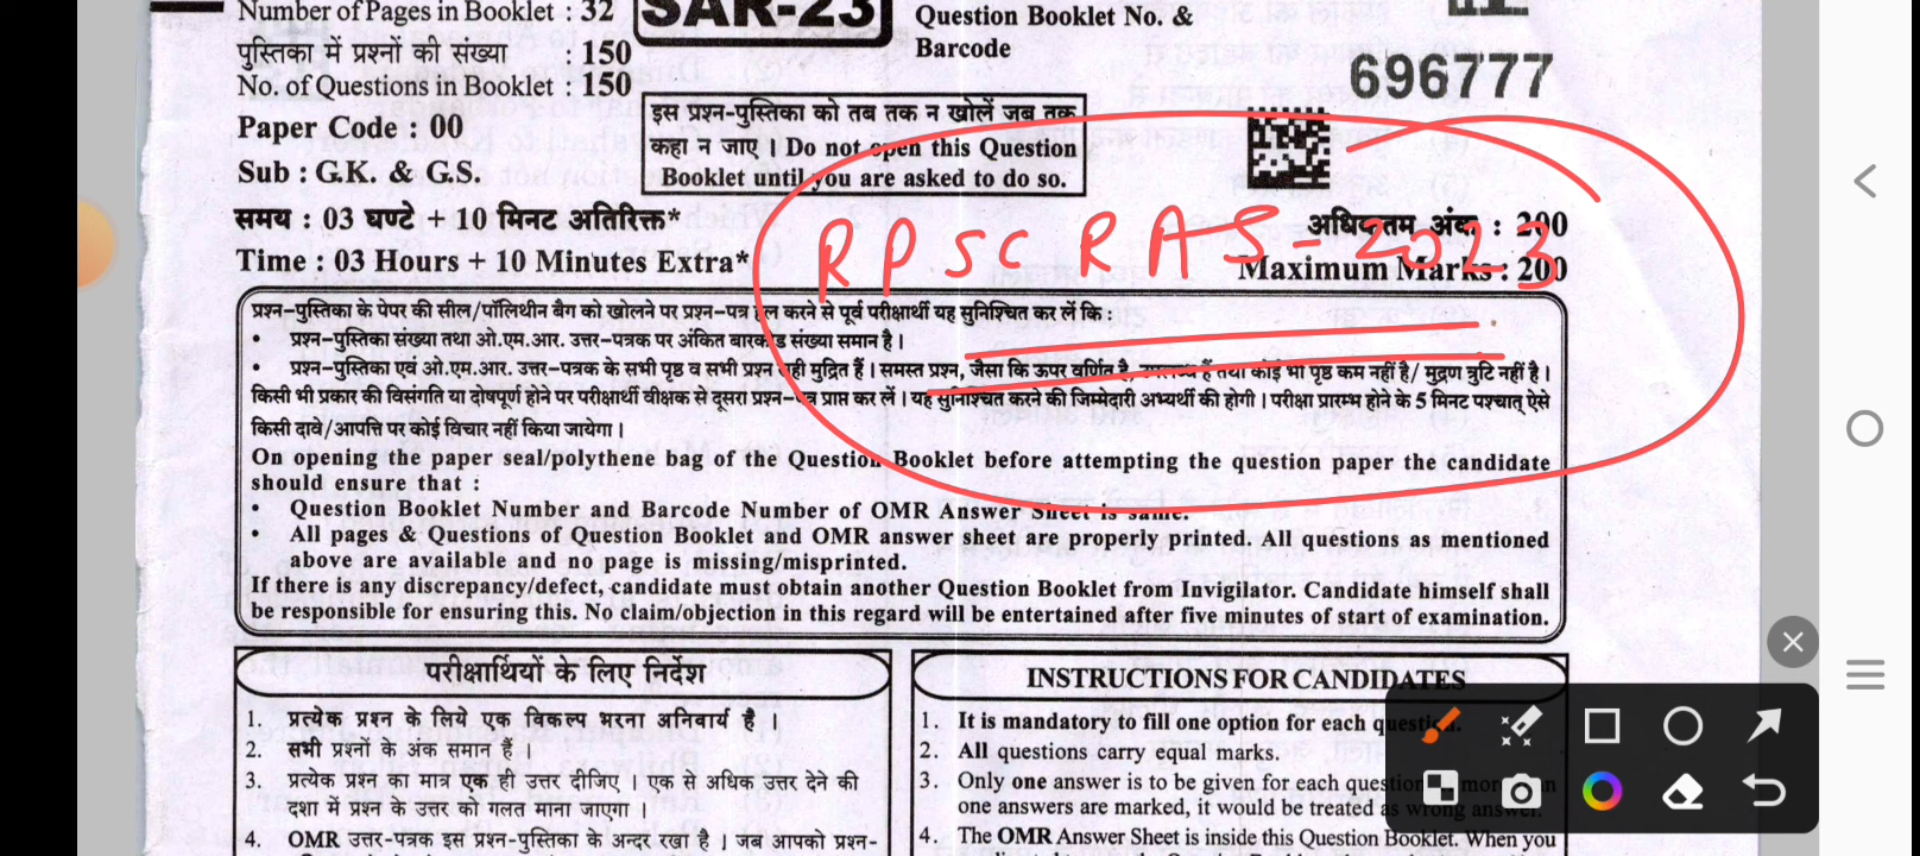 Number of Pages in Booklet : 32
SAR-23
Question Booklet No. &
Barcode
पुस्तिका में प्रश्नों की संख्या : 150
No. of Questions in Booklet : 150
696777
Paper Code : 00
Sub : G.K. & G.S.
इस प्रश्न-पुस्तिका को तब तक न खोलें जब तक
कहा न जाए। Do not open this Question
Booklet until you are asked to do so.
समय : 03 घण्टे + 10 मिनट अतिरिक्त*
अधिकतम अंक : 200
RPSC RAS-2023
Time : 03 Hours + 10 Minutes Extra*
Maximum Marks : 200
प्रश्न-पुस्तिका के पेपर की सील/पॉलिथीन बैग को खोलने पर प्रश्न-पत्र हल करने से पूर्व परीक्षार्थी यह सुनिश्चित कर लें कि :
• प्रश्न-पुस्तिका संख्या तथा ओ.एम.आर. उत्तर-पत्रक पर अंकित बारकोड संख्या समान है।
• प्रश्न-पुस्तिका एवं ओ.एम.आर. उत्तर-पत्रक के सभी पृष्ठ व सभी प्रश्न सही मुद्रित हैं। समस्त प्रश्न, जैसा कि ऊपर वर्णित है, उपलब्ध हैं तथा कोई भी पृष्ठ कम नहीं है/ मुद्रण त्रुटि नहीं है।
किसी भी प्रकार की विसंगति या दोषपूर्ण होने पर परीक्षार्थी वीक्षक से दूसरा प्रश्न-पत्र प्राप्त कर लें। यह सुनिश्चित करने की जिम्मेदारी अभ्यर्थी की होगी। परीक्षा प्रारम्भ होने के 5 मिनट पश्चात् ऐसे
किसी दावे/आपत्ति पर कोई विचार नहीं किया जायेगा।
On opening the paper seal/polythene bag of the Question Booklet before attempting the question paper the candidate
should ensure that :
• Question Booklet Number and Barcode Number of OMR Answer Sheet is same.
• All pages & Questions of Question Booklet and OMR answer sheet are properly printed. All questions as mentioned
above are available and no page is missing/misprinted.
If there is any discrepancy/defect, candidate must obtain another Question Booklet from Invigilator. Candidate himself shall
be responsible for ensuring this. No claim/objection in this regard will be entertained after five minutes of start of examination.
परीक्षार्थियों के लिए निर्देश
1. प्रत्येक प्रश्न के लिये एक विकल्प भरना अनिवार्य है।
2. सभी प्रश्नों के अंक समान हैं।
3. प्रत्येक प्रश्न का मात्र एक ही उत्तर दीजिए। एक से अधिक उत्तर देने की
दशा में प्रश्न के उत्तर को गलत माना जाएगा।
4. OMR उत्तर-पत्रक इस प्रश्न-पुस्तिका के अन्दर रखा है। जब आपको प्रश्न-
INSTRUCTIONS FOR CANDIDATES
1. It is mandatory to fill one option for each question.
2. All questions carry equal marks.
3. Only one answer is to be given for each question
one answers are marked, it would be treated as wrong answer.
4. The OMR Answer Sheet is inside this Question Booklet. When you